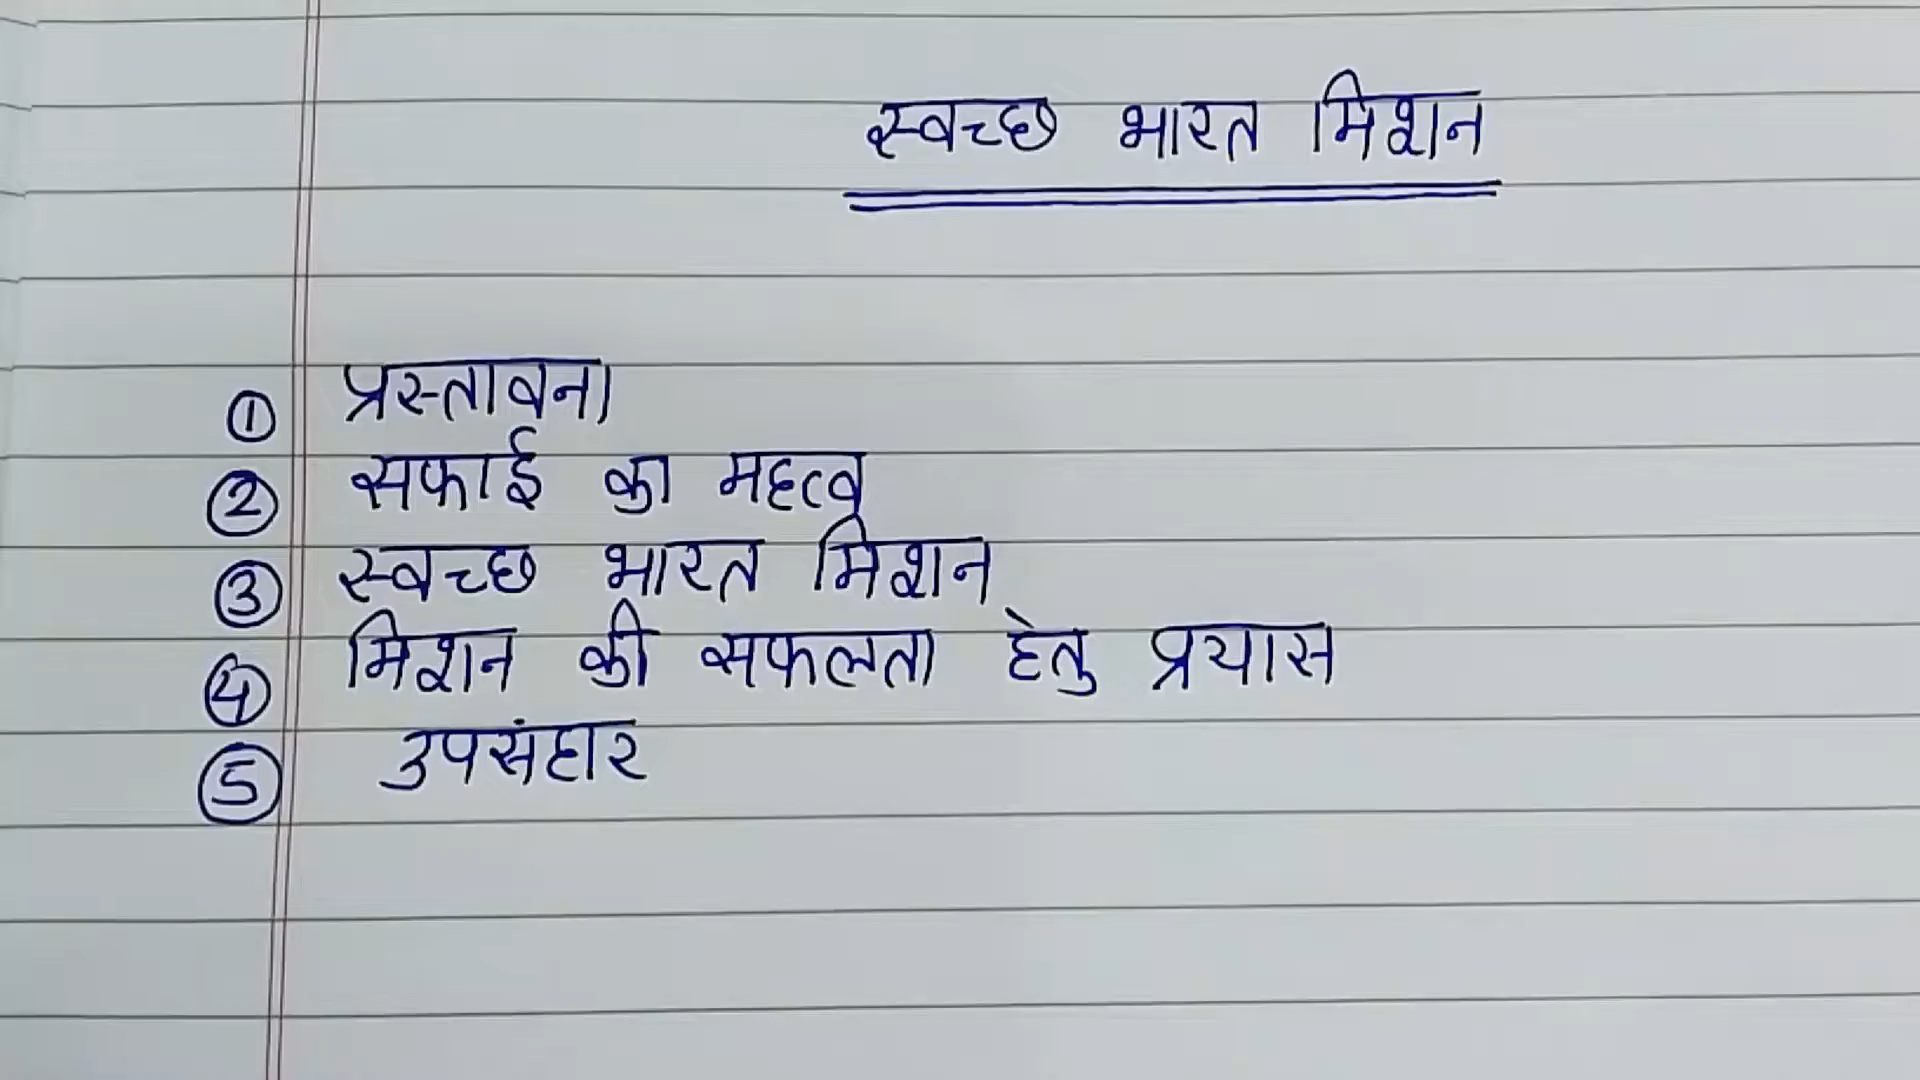 स्वच्छ भारत मिशन
① प्रस्तावना
② सफाई का महत्व
③ स्वच्छ भारत मिशन
④ मिशन की सफलता हेतु प्रयास
⑤ उपसंहार